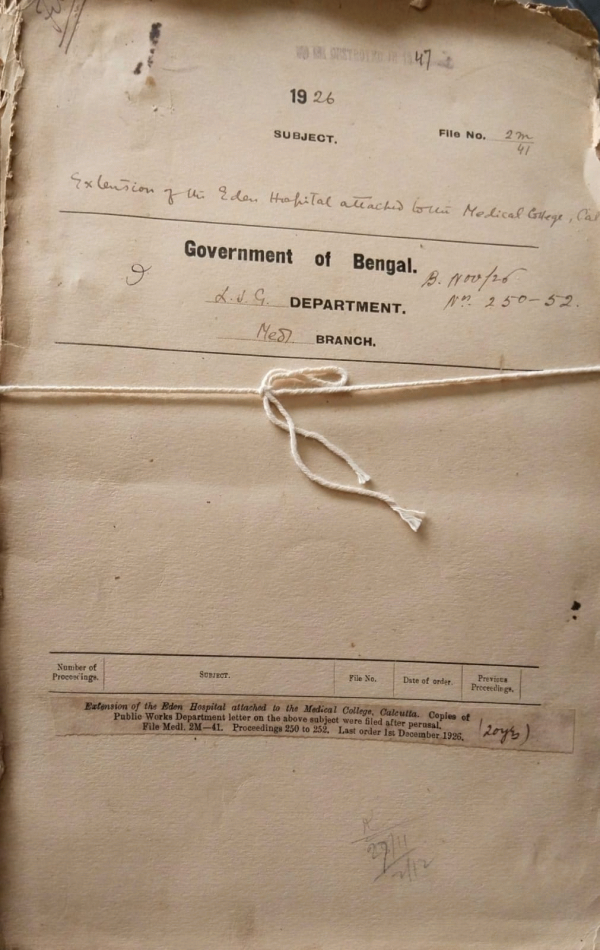 47
1926
SUBJECT.
File No. 2M/41
Extension of the Eden Hospital attached to the Medical College, Cal
Government of Bengal.
B. Nov/26
L.S.G. DEPARTMENT.
No. 250-52.
Medl BRANCH.
Number of Proceedings.
SUBJECT.
File No.
Date of order.
Previous Proceedings.
Extension of the Eden Hospital attached to the Medical College, Calcutta. Copies of
Public Works Department letter on the above subject were filed after perusal.
File Medl. 2M—41. Proceedings 250 to 252. Last order 1st December 1926.
(20yrs)